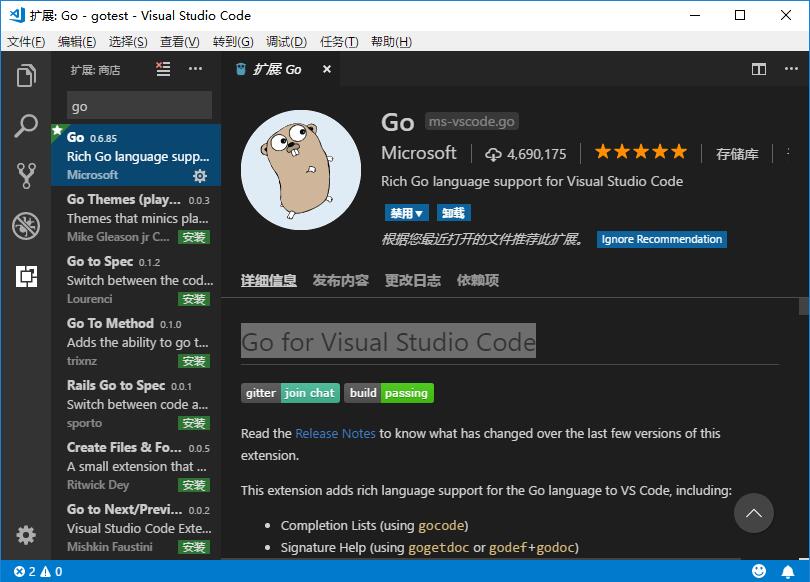 扩展: Go - gotest - Visual Studio Code
文件(F) 编辑(E) 选择(S) 查看(V) 转到(G) 调试(D) 任务(T) 帮助(H)
扩展: 商店
go
Go 0.6.85
Rich Go language supp...
Microsoft
Go Themes (play... 0.0.3
Themes that minics pla...
Mike Gleason jr C... 安装
Go to Spec 0.1.2
Switch between the cod...
Lourenci 安装
Go To Method 0.1.0
Adds the ability to go t...
trixnz 安装
Rails Go to Spec 0.0.1
Switch between code a...
sporto 安装
Create Files & Fo... 0.0.5
A small extension that ...
Ritwick Dey 安装
Go to Next/Previ... 0.0.2
Visual Studio Code Exte...
Mishkin Faustini 安装
扩展 Go
Go ms-vscode.go
Microsoft 4,690,175 存储库
Rich Go language support for Visual Studio Code
禁用 卸载
根据您最近打开的文件推荐此扩展。 Ignore Recommendation
详细信息 发布内容 更改日志 依赖项
Go for Visual Studio Code
gitter join chat build passing
Read the Release Notes to know what has changed over the last few versions of this
extension.
This extension adds rich language support for the Go language to VS Code, including:
• Completion Lists (using gocode)
• Signature Help (using gogetdoc or godef+godoc)
2 0